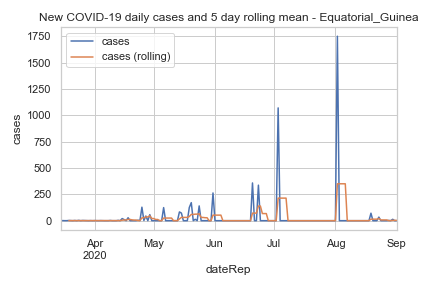 New COVID-19 daily cases and 5 day rolling mean - Equatorial_Guinea
cases
cases (rolling)
1750
1500
1250
1000
750
500
250
0
cases
Apr
2020
May
Jun
Jul
Aug
Sep
dateRep